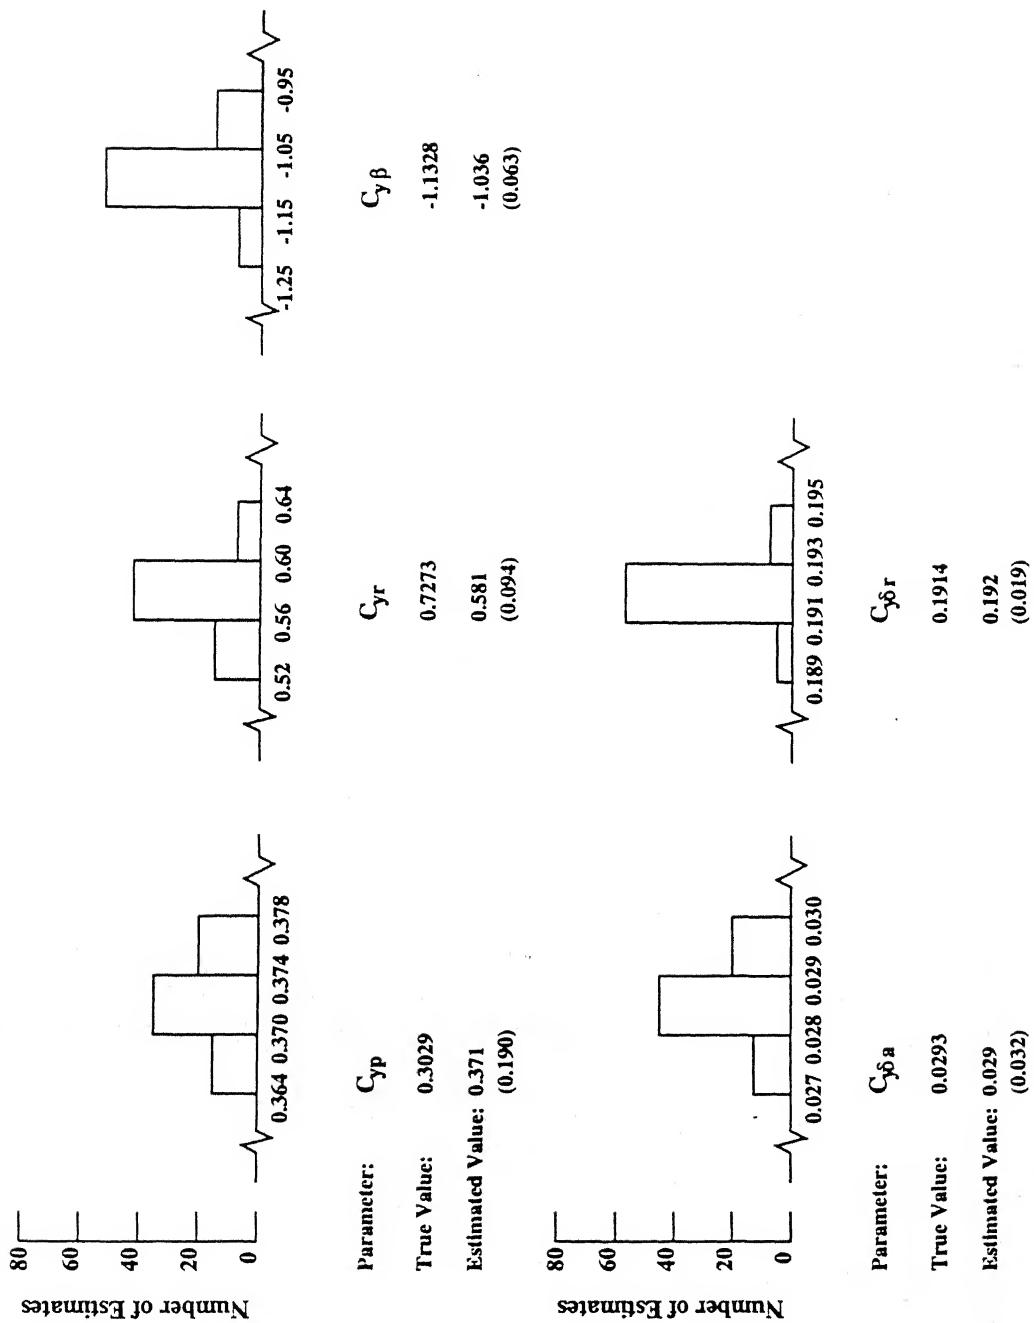 Number of Estimates
80
60
40
20
0
0.364 0.370 0.374 0.378
0.52 0.56 0.60 0.64
-1.25 -1.15 -1.05 -0.95
Parameter: Cyp Cyr Cyβ
True Value: 0.3029 0.7273 -1.1328
Estimated Value: 0.371 0.581 -1.036
(0.190) (0.094) (0.063)
Number of Estimates
80
60
40
20
0
0.027 0.028 0.029 0.030
0.189 0.191 0.193 0.195
Parameter: Cyδa Cyδr
True Value: 0.0293 0.1914
Estimated Value: 0.029 0.192
(0.032) (0.019)